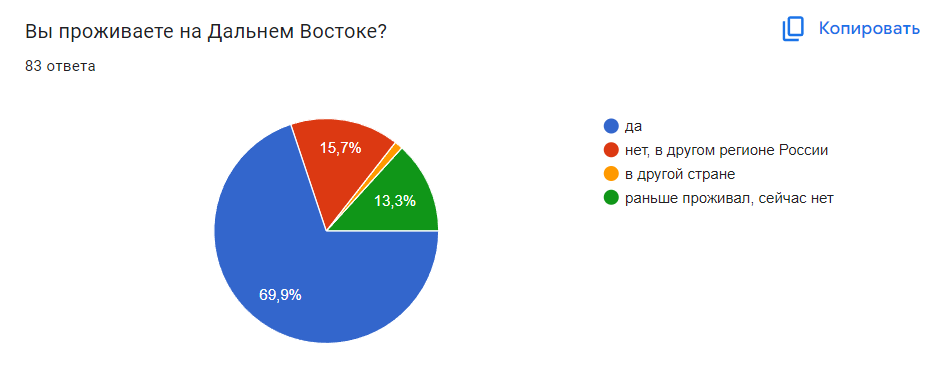 Вы проживаете на Дальнем Востоке?
Копировать
83 ответа
15,7%
13,3%
69,9%
да
нет, в другом регионе России
в другой стране
раньше проживал, сейчас нет